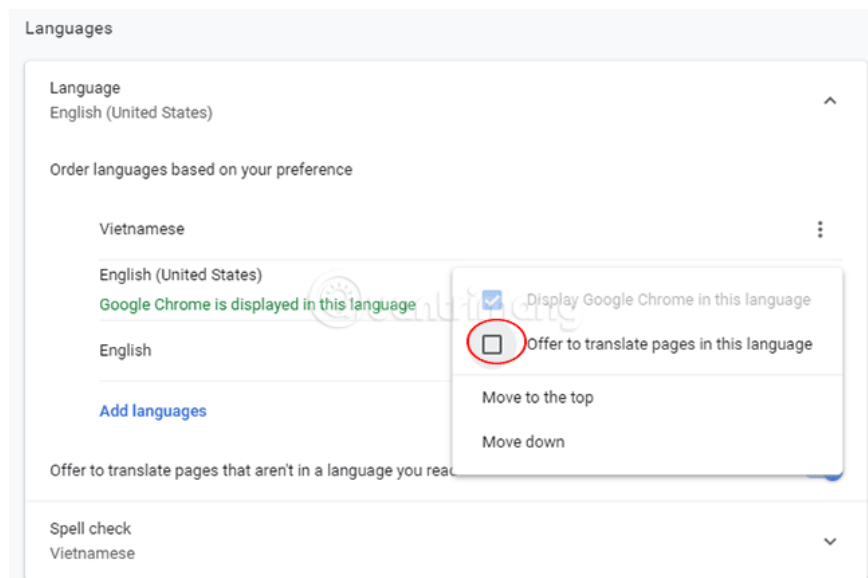 Languages
Language
English (United States)
Order languages based on your preference
Vietnamese
English (United States)
Google Chrome is displayed in this language
Display Google Chrome in this language
Offer to translate pages in this language
English
Move to the top
Add languages
Move down
Offer to translate pages that aren't in a language you read
Spell check
Vietnamese